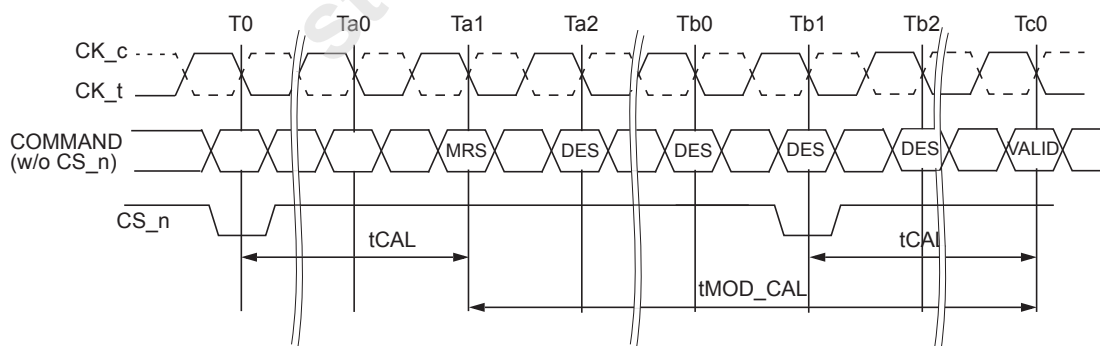 T0 Ta0 Ta1 Ta2 Tb0 Tb1 Tb2 Tc0
CK_c
CK_t
COMMAND
(w/o CS_n)
MRS DES DES DES DES VALID
CS_n
tCAL tCAL
tMOD_CAL